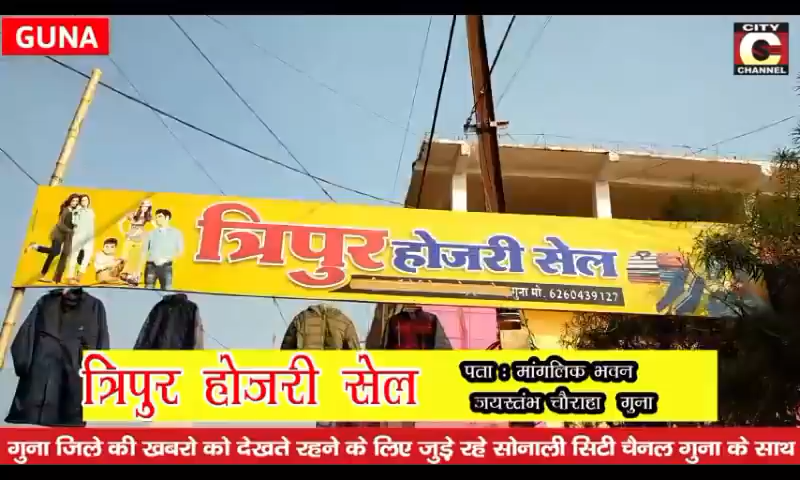 GUNA
CITY
C
CHANNEL
त्रिपुर होजरी सेल
गुना मो. 6260439127
त्रिपुर होजरी सेल
पता : मांगलिक भवन
जयस्तंभ चौराहा गुना
गुना जिले की खबरो को देखते रहने के लिए जुड़े रहे सोनाली सिटी चैनल गुना के साथ